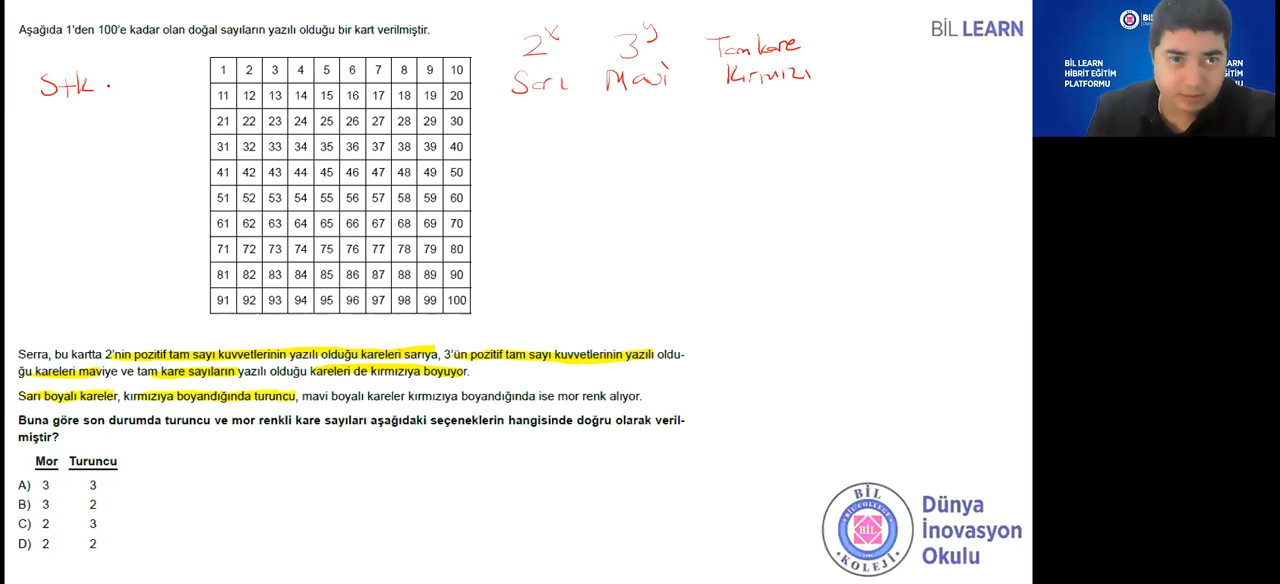 Aşağıda 1'den 100'e kadar olan doğal sayıların yazılı olduğu bir kart verilmiştir.
S+k.
2^x 3^y Tam kare
Sarı Mavi Kırmızı
BİL LEARN
BİL LEARN
HİBRİT EĞİTİM
PLATFORMU
1 2 3 4 5 6 7 8 9 10
11 12 13 14 15 16 17 18 19 20
21 22 23 24 25 26 27 28 29 30
31 32 33 34 35 36 37 38 39 40
41 42 43 44 45 46 47 48 49 50
51 52 53 54 55 56 57 58 59 60
61 62 63 64 65 66 67 68 69 70
71 72 73 74 75 76 77 78 79 80
81 82 83 84 85 86 87 88 89 90
91 92 93 94 95 96 97 98 99 100
Serra, bu kartta 2'nin pozitif tam sayı kuvvetlerinin yazılı olduğu kareleri sarıya, 3'ün pozitif tam sayı kuvvetlerinin yazılı oldu-
ğu kareleri maviye ve tam kare sayıların yazılı olduğu kareleri de kırmızıya boyuyor.
Sarı boyalı kareler, kırmızıya boyandığında turuncu, mavi boyalı kareler kırmızıya boyandığında ise mor renk alıyor.
Buna göre son durumda turuncu ve mor renkli kare sayıları aşağıdaki seçeneklerin hangisinde doğru olarak veril-
miştir?
Mor Turuncu
A) 3 3
B) 3 2
C) 2 3
D) 2 2
BİL
BİL COLLEGE
BİL
KOLEJİ
Dünya
İnovasyon
Okulu